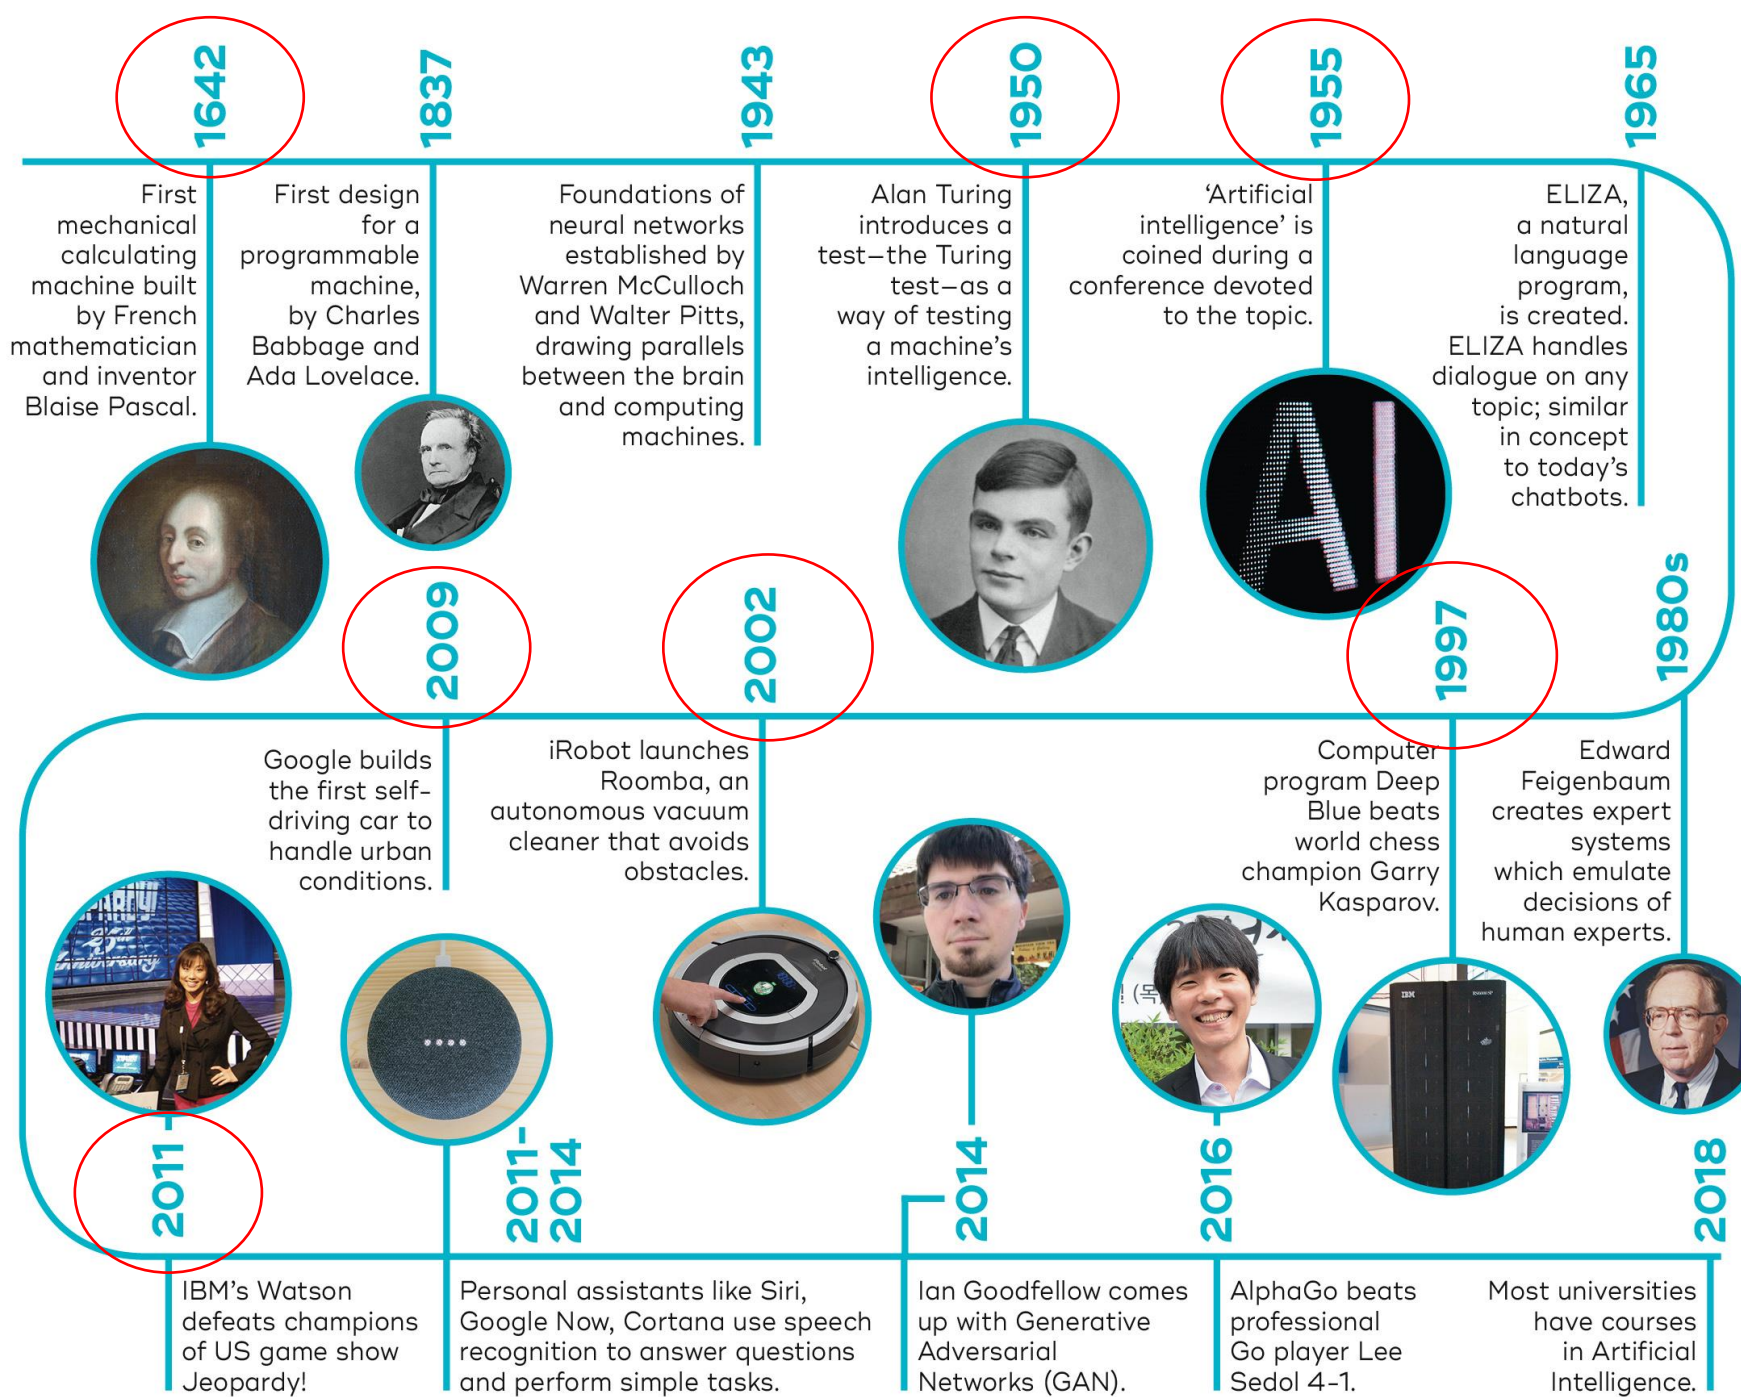 1642
First
mechanical
calculating
machine built
by French
mathematician
and inventor
Blaise Pascal.
1837
First design
for a
programmable
machine,
by Charles
Babbage and
Ada Lovelace.
1943
Foundations of
neural networks
established by
Warren McCulloch
and Walter Pitts,
drawing parallels
between the brain
and computing
machines.
1950
Alan Turing
introduces a
test—the Turing
test—as a
way of testing
a machine’s
intelligence.
1955
‘Artificial
intelligence’ is
coined during a
conference devoted
to the topic.
AI
1965
ELIZA,
a natural
language
program,
is created.
ELIZA handles
dialogue on any
topic; similar
in concept
to today’s
chatbots.
1980s
Edward
Feigenbaum
creates expert
systems
which emulate
decisions of
human experts.
1997
Computer
program Deep
Blue beats
world chess
champion Garry
Kasparov.
IBM
2002
iRobot launches
Roomba, an
autonomous vacuum
cleaner that avoids
obstacles.
2009
Google builds
the first self-
driving car to
handle urban
conditions.
25th
Anniversary
2011
IBM’s Watson
defeats champions
of US game show
Jeopardy!
2011-
2014
Personal assistants like Siri,
Google Now, Cortana use speech
recognition to answer questions
and perform simple tasks.
2014
Ian Goodfellow comes
up with Generative
Adversarial
Networks (GAN).
(목
2016
AlphaGo beats
professional
Go player Lee
Sedol 4-1.
2018
Most universities
have courses
in Artificial
Intelligence.